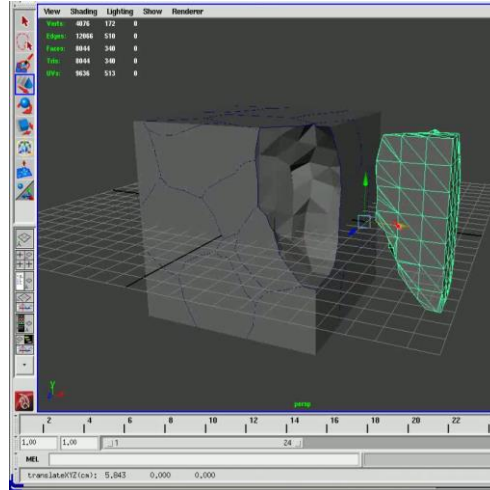 View Shading Lighting Show Renderer
Verts: 4076 172 0
Edges: 12066 510 0
Faces: 8044 340 0
Tris: 8044 340 0
UVs: 9636 513 0
y
persp
2 4 6 8 10 12 14 16 18 20 22
1.00 1.00 1 24
MEL
translateXYZ(cm): 5.843 0.000 0.000